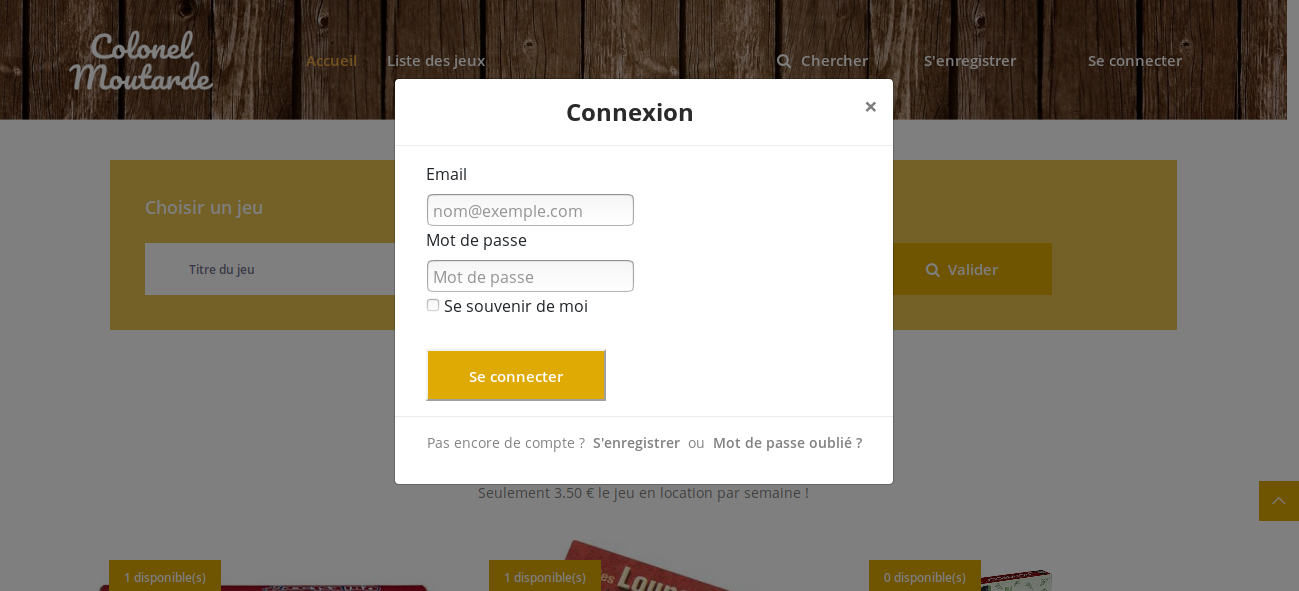 Colonel
Moutarde
Accueil
Liste des jeux
Chercher
S'enregistrer
Se connecter
Connexion
×
Choisir un jeu
Titre du jeu
Valider
Email
nom@exemple.com
Mot de passe
Mot de passe
Se souvenir de moi
Se connecter
Pas encore de compte ? S'enregistrer ou Mot de passe oublié ?
Seulement 3.50 € le jeu en location par semaine !
1 disponible(s)
1 disponible(s)
0 disponible(s)